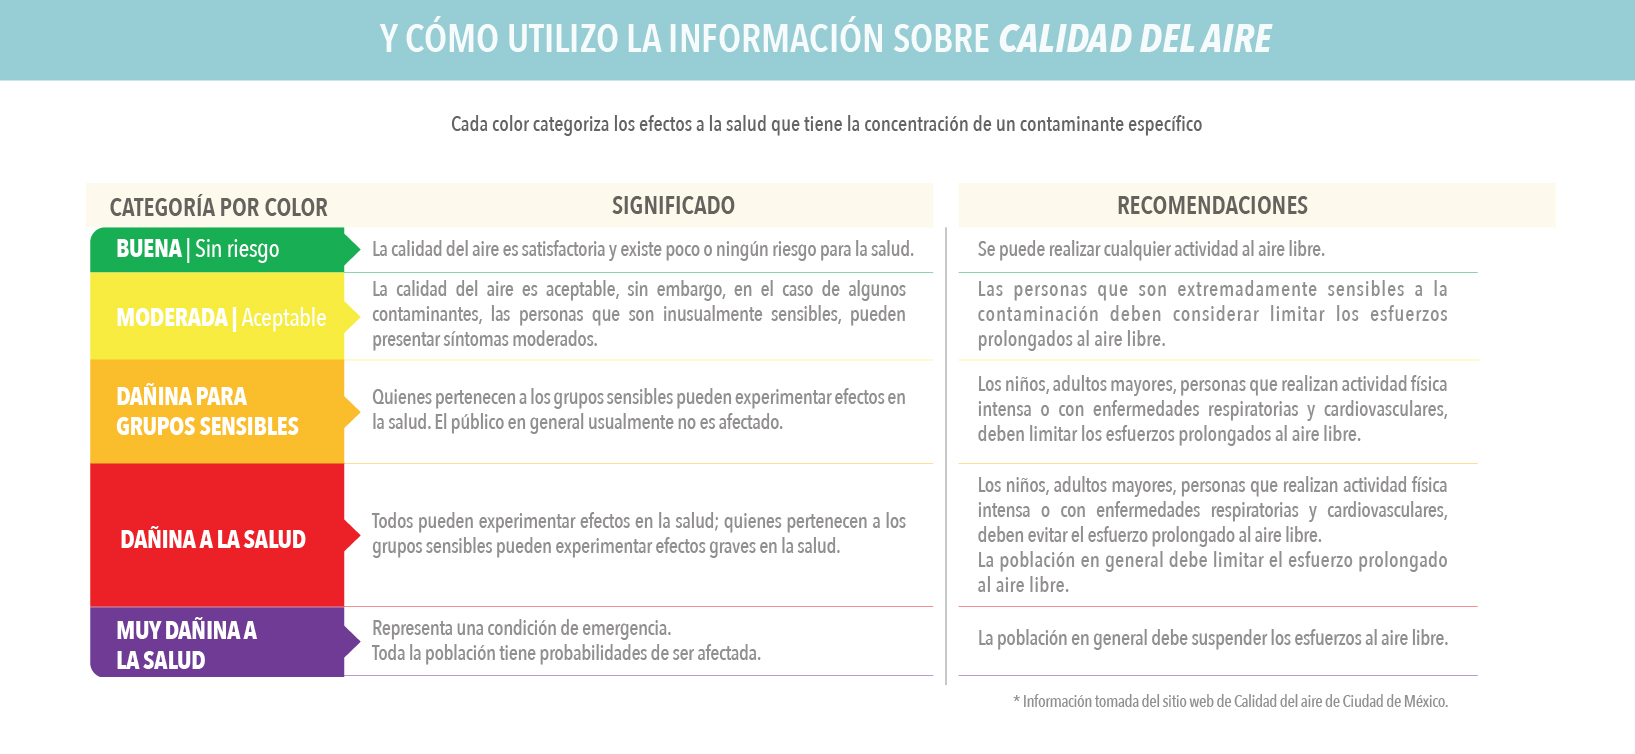 Y CÓMO UTILIZO LA INFORMACIÓN SOBRE CALIDAD DEL AIRE
Cada color categoriza los efectos a la salud que tiene la concentración de un contaminante específico
CATEGORÍA POR COLOR
SIGNIFICADO
RECOMENDACIONES
BUENA | Sin riesgo
La calidad del aire es satisfactoria y existe poco o ningún riesgo para la salud.
Se puede realizar cualquier actividad al aire libre.
MODERADA | Aceptable
La calidad del aire es aceptable, sin embargo, en el caso de algunos
contaminantes, las personas que son inusualmente sensibles, pueden
presentar síntomas moderados.
Las personas que son extremadamente sensibles a la
contaminación deben considerar limitar los esfuerzos
prolongados al aire libre.
DAÑINA PARA
GRUPOS SENSIBLES
Quienes pertenecen a los grupos sensibles pueden experimentar efectos en
la salud. El público en general usualmente no es afectado.
Los niños, adultos mayores, personas que realizan actividad física
intensa o con enfermedades respiratorias y cardiovasculares,
deben limitar los esfuerzos prolongados al aire libre.
DAÑINA A LA SALUD
Todos pueden experimentar efectos en la salud; quienes pertenecen a los
grupos sensibles pueden experimentar efectos graves en la salud.
Los niños, adultos mayores, personas que realizan actividad física
intensa o con enfermedades respiratorias y cardiovasculares,
deben evitar el esfuerzo prolongado al aire libre.
La población en general debe limitar el esfuerzo prolongado
al aire libre.
MUY DAÑINA A
LA SALUD
Representa una condición de emergencia.
Toda la población tiene probabilidades de ser afectada.
La población en general debe suspender los esfuerzos al aire libre.
* Información tomada del sitio web de Calidad del aire de Ciudad de México.